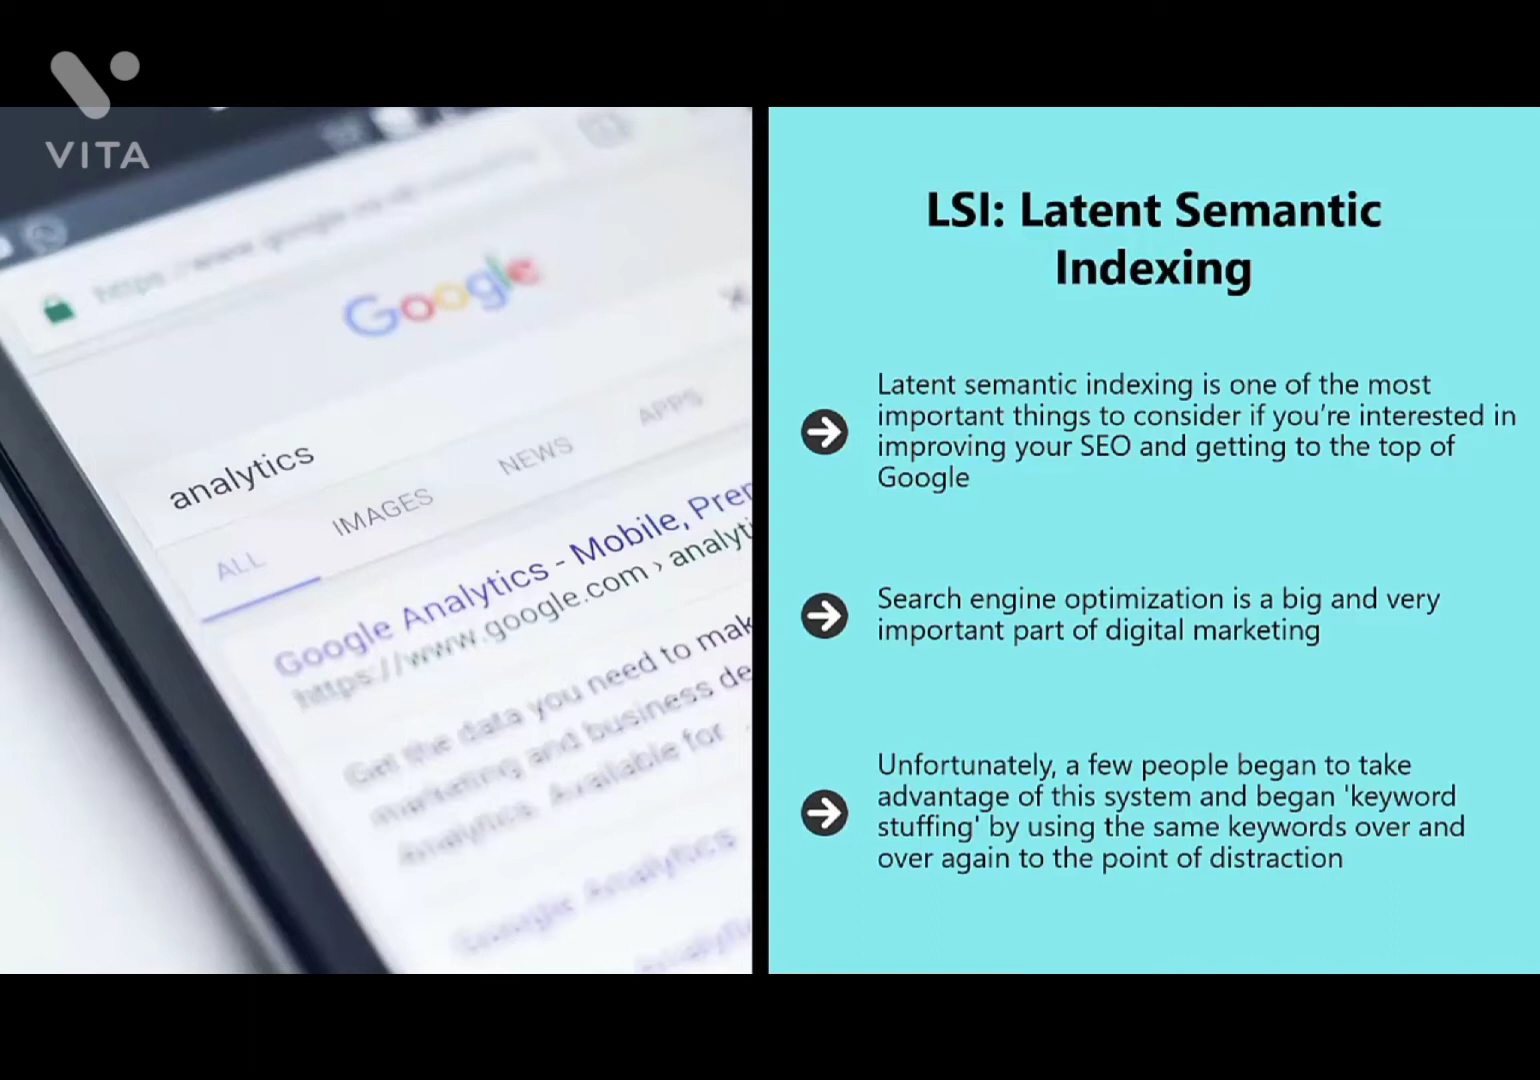 VITA
https://www.google
Google
analytics
ALL
IMAGES
NEWS
APPS
Google Analytics - Mobile, Prem
https://www.google.com › analyti
Get the data you need to mak
marketing and business de
Analytics. Available for
Google Analytics
LSI: Latent Semantic
Indexing
Latent semantic indexing is one of the most
important things to consider if you’re interested in
improving your SEO and getting to the top of
Google
Search engine optimization is a big and very
important part of digital marketing
Unfortunately, a few people began to take
advantage of this system and began 'keyword
stuffing' by using the same keywords over and
over again to the point of distraction